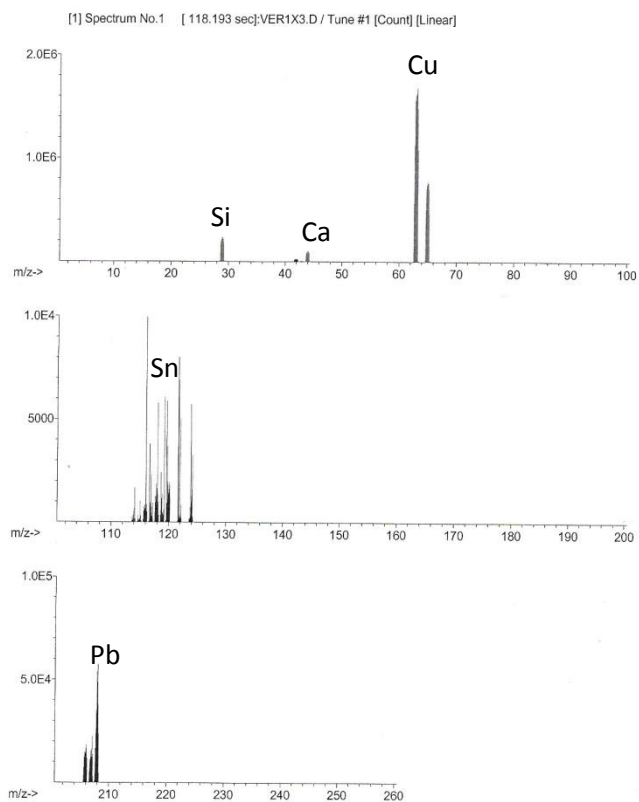 [1] Spectrum No.1 [ 118.193 sec]:VER1X3.D / Tune #1 [Count] [Linear]
2.0E6
Cu
1.0E6
Si
Ca
m/z-> 10 20 30 40 50 60 70 80 90 100
1.0E4
Sn
5000
m/z-> 110 120 130 140 150 160 170 180 190 200
1.0E5
Pb
5.0E4
m/z-> 210 220 230 240 250 260